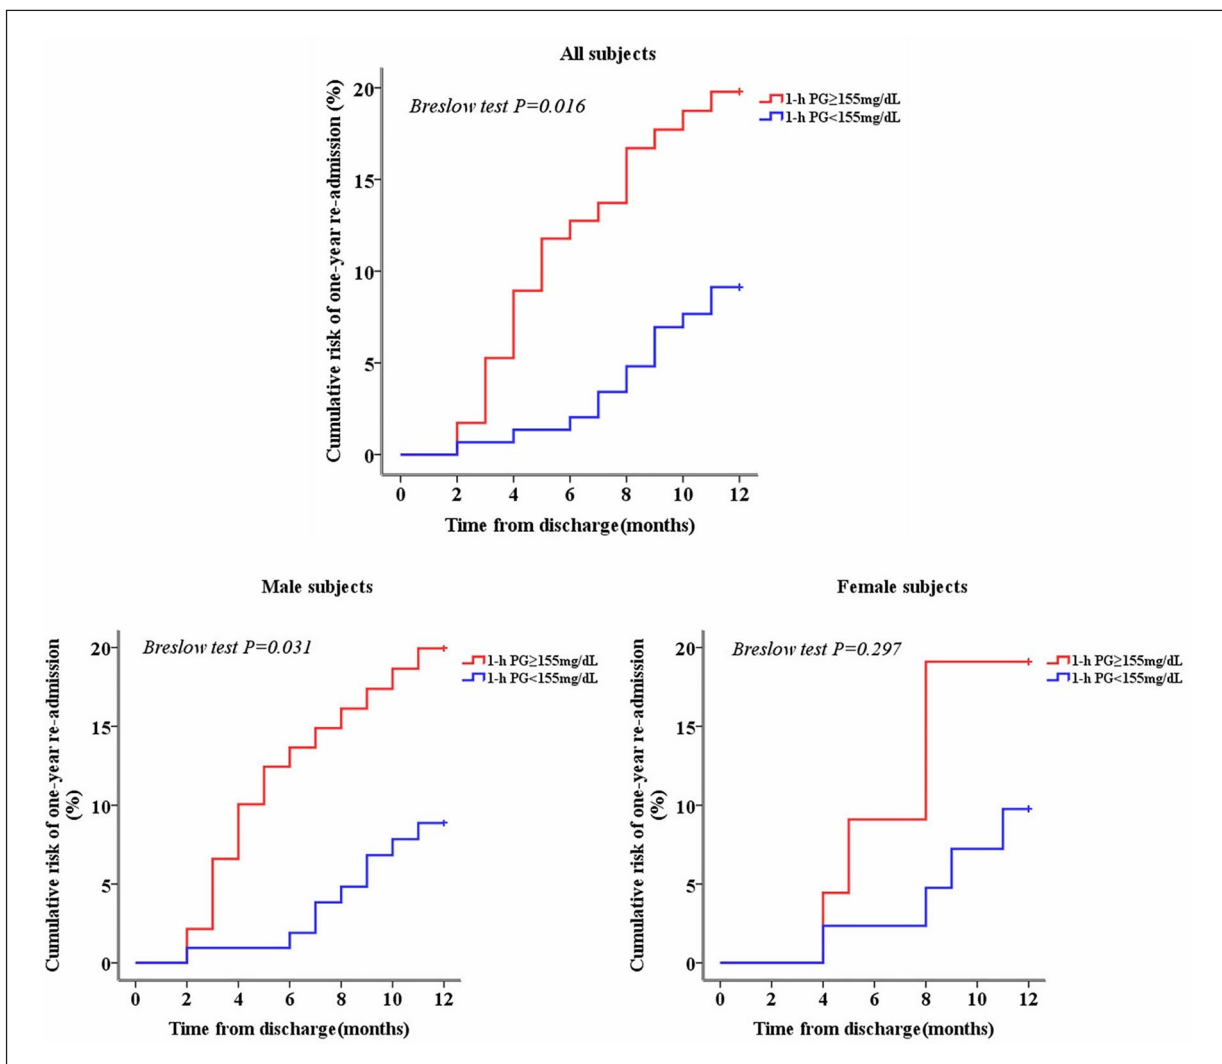 All subjects
Cumulative risk of one-year re-admission (%)
20
15
10
5
0
Breslow test P=0.016
1-h PG≥155mg/dL
1-h PG<155mg/dL
0 2 4 6 8 10 12
Time from discharge(months)
Male subjects
Cumulative risk of one-year re-admission
(%)
20
15
10
5
0
Breslow test P=0.031
1-h PG≥155mg/dL
1-h PG<155mg/dL
0 2 4 6 8 10 12
Time from discharge(months)
Female subjects
Cumulative risk of one-year re-admission
(%)
20
15
10
5
0
Breslow test P=0.297
1-h PG≥155mg/dL
1-h PG<155mg/dL
0 2 4 6 8 10 12
Time from discharge(months)